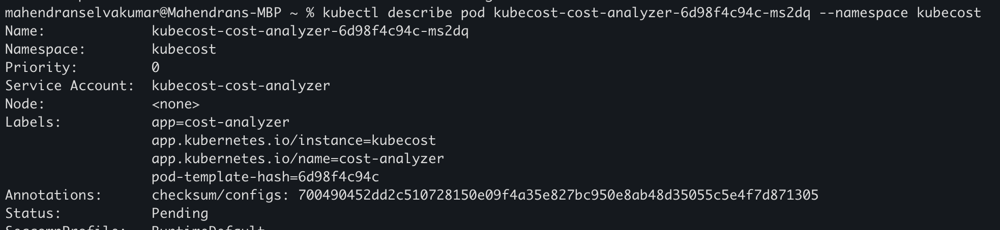 mahendranselvakumar@Mahendrans-MBP ~ % kubectl describe pod kubecost-cost-analyzer-6d98f4c94c-ms2dq --namespace kubecost
Name:             kubecost-cost-analyzer-6d98f4c94c-ms2dq
Namespace:        kubecost
Priority:         0
Service Account:  kubecost-cost-analyzer
Node:             <none>
Labels:           app=cost-analyzer
                  app.kubernetes.io/instance=kubecost
                  app.kubernetes.io/name=cost-analyzer
                  pod-template-hash=6d98f4c94c
Annotations:      checksum/configs: 700490452dd2c510728150e09f4a35e827bc950e8ab48d35055c5e4f7d871305
Status:           Pending
SeccompProfile:   RuntimeDefault